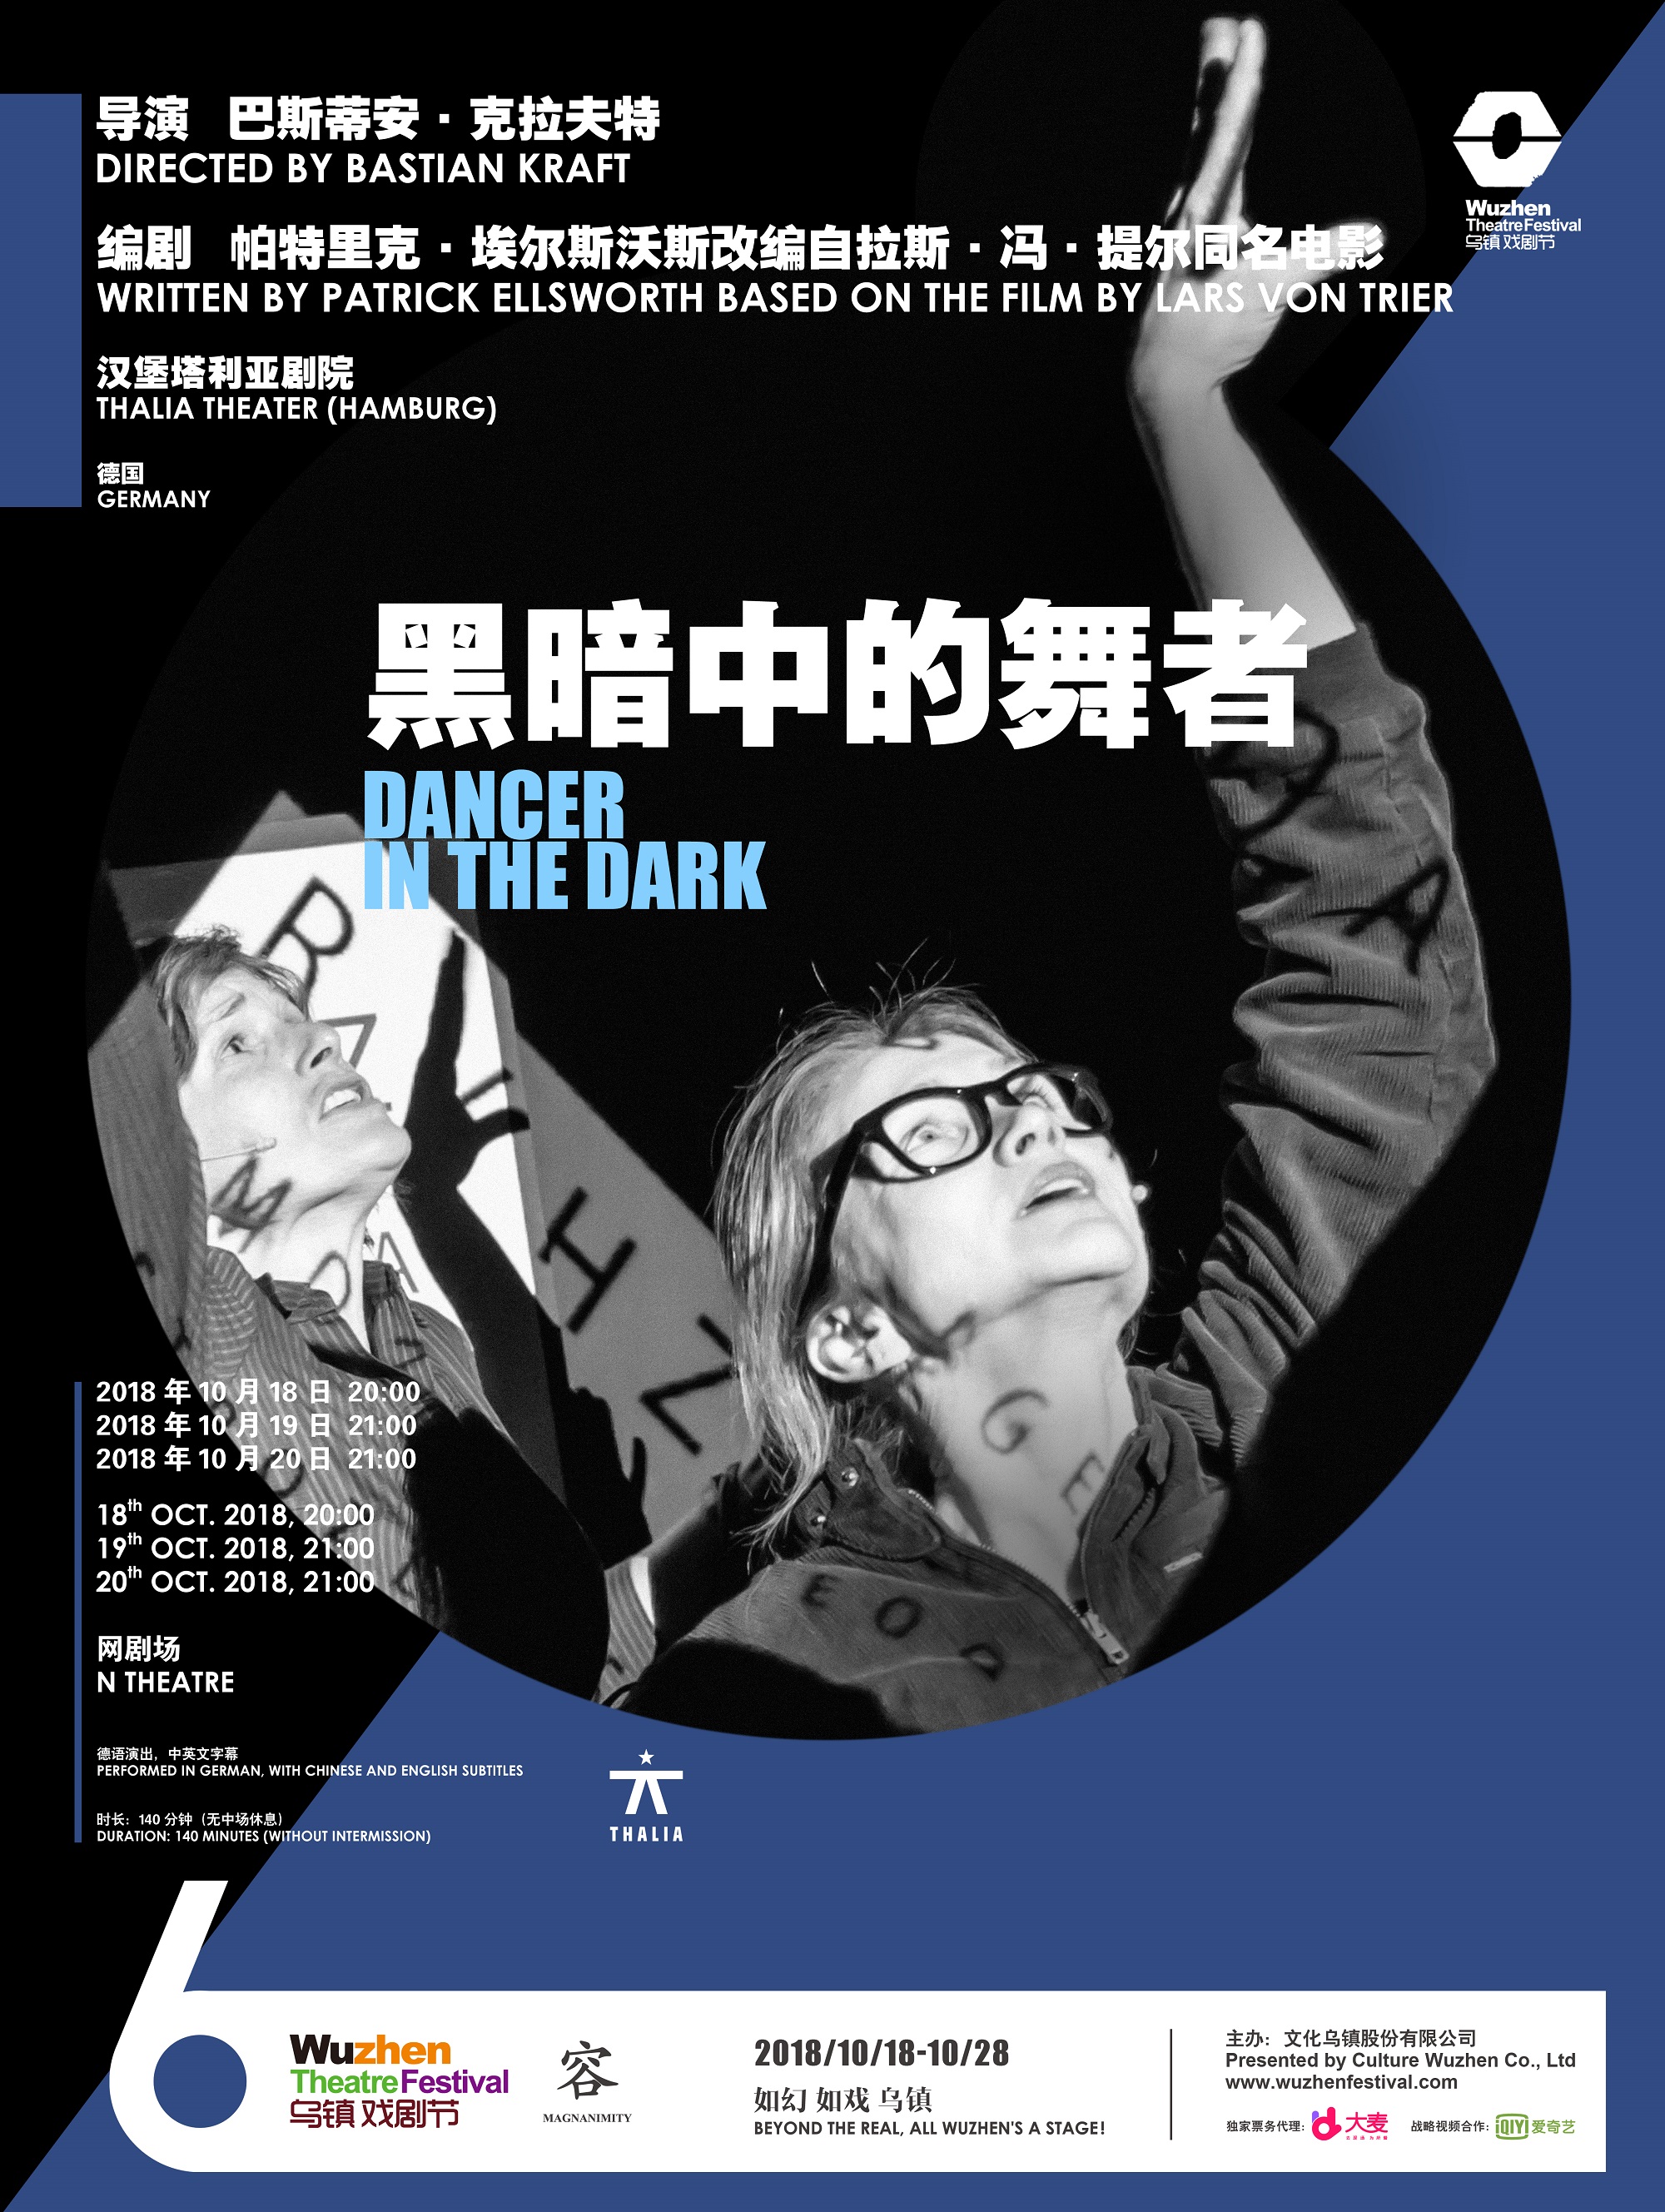 导演 巴斯蒂安·克拉夫特
DIRECTED BY BASTIAN KRAFT
编剧 帕特里克·埃尔斯沃斯改编自拉斯·冯·提尔同名电影
WRITTEN BY PATRICK ELLSWORTH BASED ON THE FILM BY LARS VON TRIER
汉堡塔利亚剧院
THALIA THEATER (HAMBURG)
德国
GERMANY
Wuzhen
TheatreFestival
乌镇 戏剧节
黑暗中的舞者
DANCER
IN THE DARK
2018 年 10 月 18 日 20:00
2018 年 10 月 19 日 21:00
2018 年 10 月 20 日 21:00
18th OCT. 2018, 20:00
19th OCT. 2018, 21:00
20th OCT. 2018, 21:00
网剧场
N THEATRE
德语演出，中英文字幕
PERFORMED IN GERMAN, WITH CHINESE AND ENGLISH SUBTITLES
时长：140 分钟（无中场休息）
DURATION: 140 MINUTES (WITHOUT INTERMISSION)
THALIA
6
Wuzhen
TheatreFestival
乌镇 戏剧节
容
MAGNANIMITY
2018/10/18-10/28
如幻 如戏 乌镇
BEYOND THE REAL, ALL WUZHEN'S A STAGE!
主办：文化乌镇股份有限公司
Presented by Culture Wuzhen Co., Ltd
www.wuzhenfestival.com
独家票务代理：大麦
战略视频合作：iQIY 爱奇艺